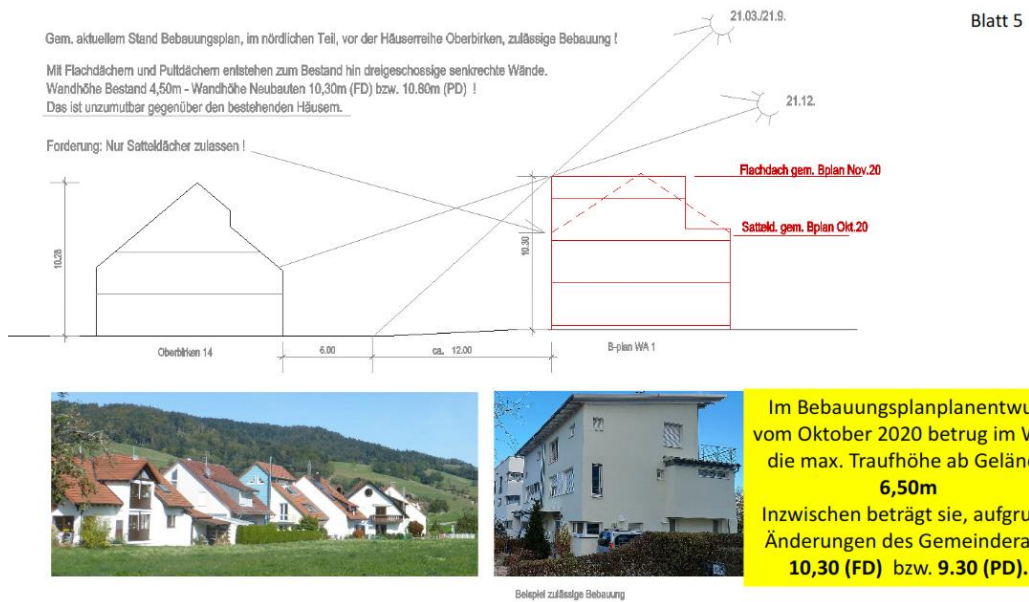 Blatt 5
21.03./21.9.
Gem. aktuellem Stand Bebauungsplan, im nördlichen Teil, vor der Häuserreihe Oberbirken, zulässige Bebauung !
Mit Flachdächern und Pultdächern entstehen zum Bestand hin dreigeschossige senkrechte Wände.
Wandhöhe Bestand 4,50m - Wandhöhe Neubauten 10,30m (FD) bzw. 10.80m (PD) !
Das ist unzumutbar gegenüber den bestehenden Häusern.
21.12.
Forderung: Nur Satteldächer zulassen !
Flachdach gem. Bplan Nov.20
Satteld. gem. Bplan Okt.20
10.28
10.30
Oberbirken 14
6.00
ca. 12.00
B-plan WA 1
Im Bebauungsplanplanentwu
vom Oktober 2020 betrug im W
die max. Traufhöhe ab Gelän
6,50m
Inzwischen beträgt sie, aufgru
Änderungen des Gemeindera
10,30 (FD) bzw. 9.30 (PD).
Beispiel zulässige Bebauung